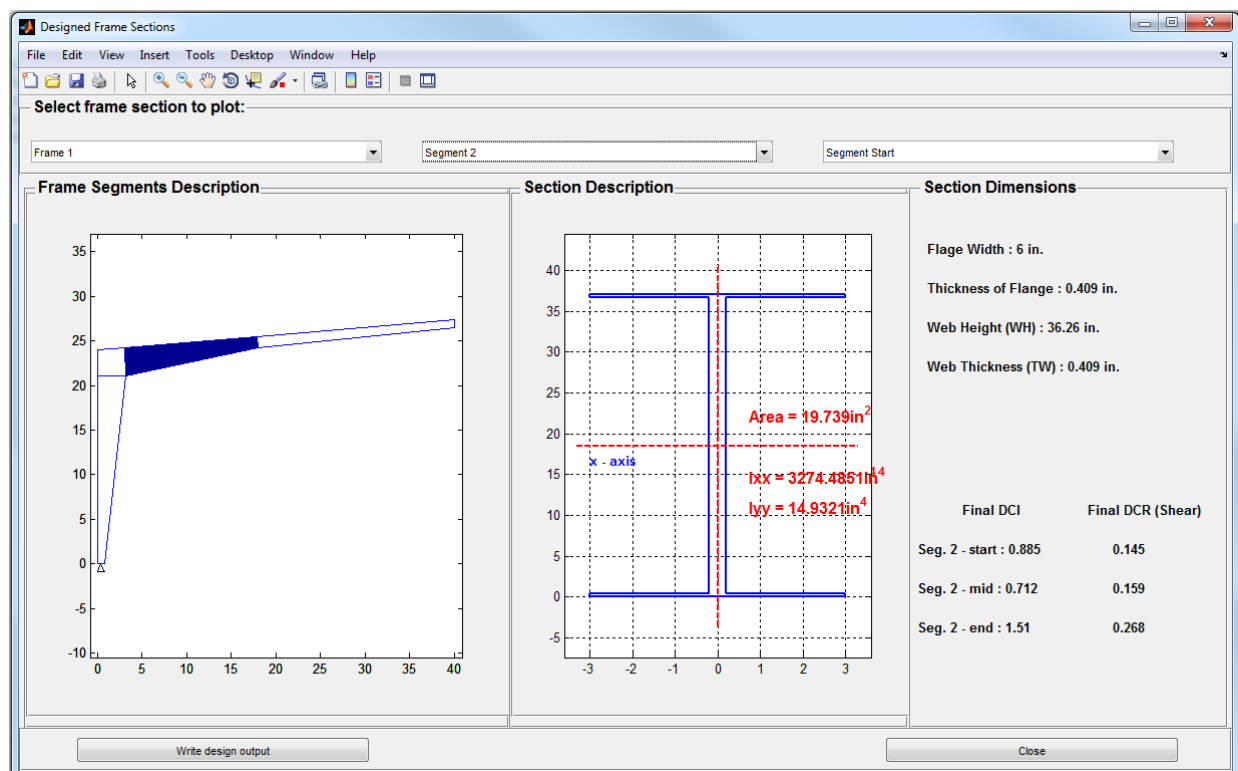 Designed Frame Sections
File Edit View Insert Tools Desktop Window Help
Select frame section to plot:
Frame 1
Segment 2
Segment Start
Frame Segments Description
35
30
25
20
15
10
5
0
-5
-10
0 5 10 15 20 25 30 35 40
Section Description
40
35
30
25
20
15
10
5
0
-5
-3 -2 -1 0 1 2 3
Area = 19.739in2
x - axis
Ixx = 3274.4851in4
Iyy = 14.9321in4
Section Dimensions
Flage Width : 6 in.
Thickness of Flange : 0.409 in.
Web Height (WH) : 36.26 in.
Web Thickness (TW) : 0.409 in.
Final DCI Final DCR (Shear)
Seg. 2 - start : 0.885 0.145
Seg. 2 - mid : 0.712 0.159
Seg. 2 - end : 1.51 0.268
Write design output
Close